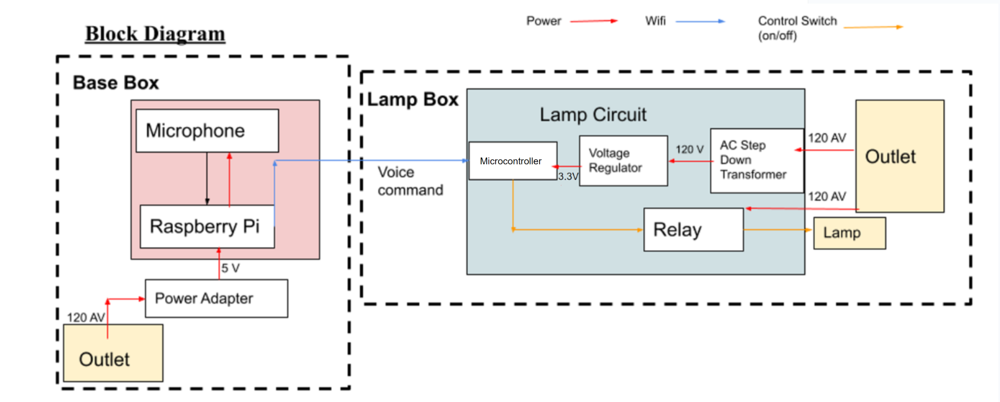 Block Diagram
Power
Wifi
Control Switch
(on/off)
Base Box
Microphone
Raspberry Pi
5 V
Power Adapter
120 AV
Outlet
Voice
command
Lamp Box
Lamp Circuit
Microcontroller
3.3V
Voltage
Regulator
120 V
AC Step
Down
Transformer
120 AV
Outlet
120 AV
Relay
Lamp